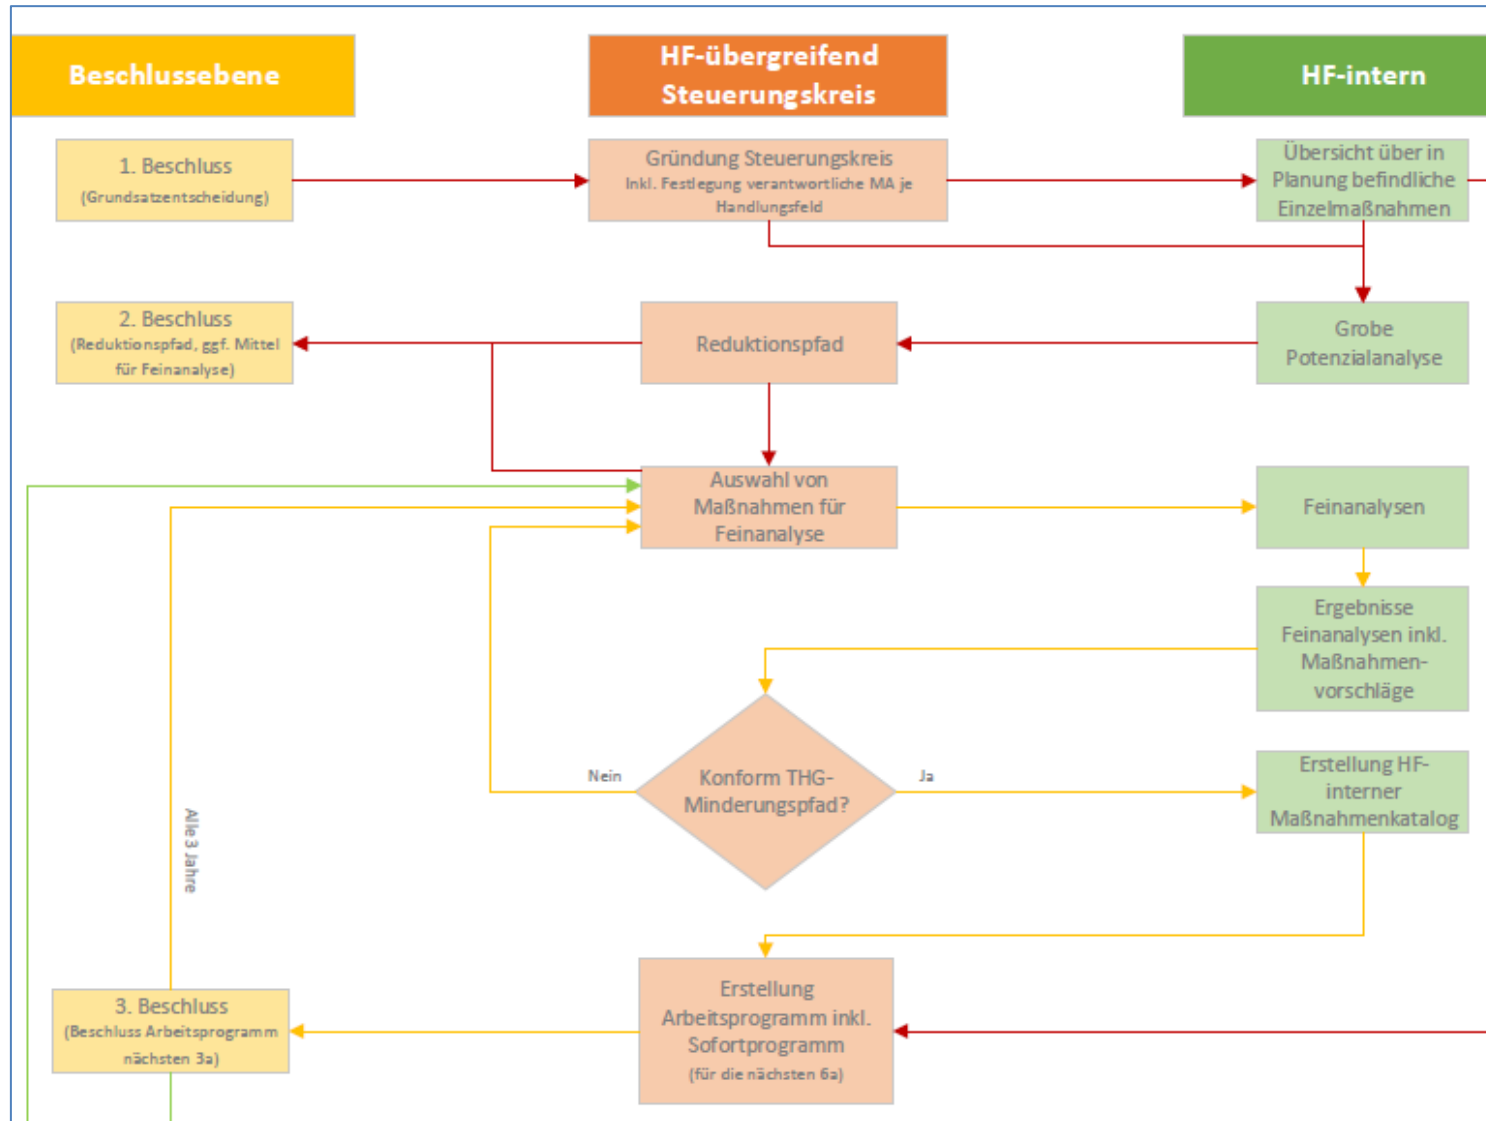 Beschlussebene
HF-übergreifend
Steuerungskreis
HF-intern
1. Beschluss
(Grundsatzentscheidung)
Gründung Steuerungskreis
Inkl. Festlegung verantwortliche MA je
Handlungsfeld
Übersicht über in
Planung befindliche
Einzelmaßnahmen
2. Beschluss
(Reduktionspfad, ggf. Mittel
für Feinanalyse)
Reduktionspfad
Grobe
Potenzialanalyse
Auswahl von
Maßnahmen für
Feinanalyse
Feinanalysen
Ergebnisse
Feinanalysen inkl.
Maßnahmen-
vorschläge
Nein
Konform THG-
Minderungspfad?
Ja
Erstellung HF-
interner
Maßnahmenkatalog
Alle 3 Jahre
3. Beschluss
(Beschluss Arbeitsprogramm
nächsten 3a)
Erstellung
Arbeitsprogramm inkl.
Sofortprogramm
(für die nächsten 6a)